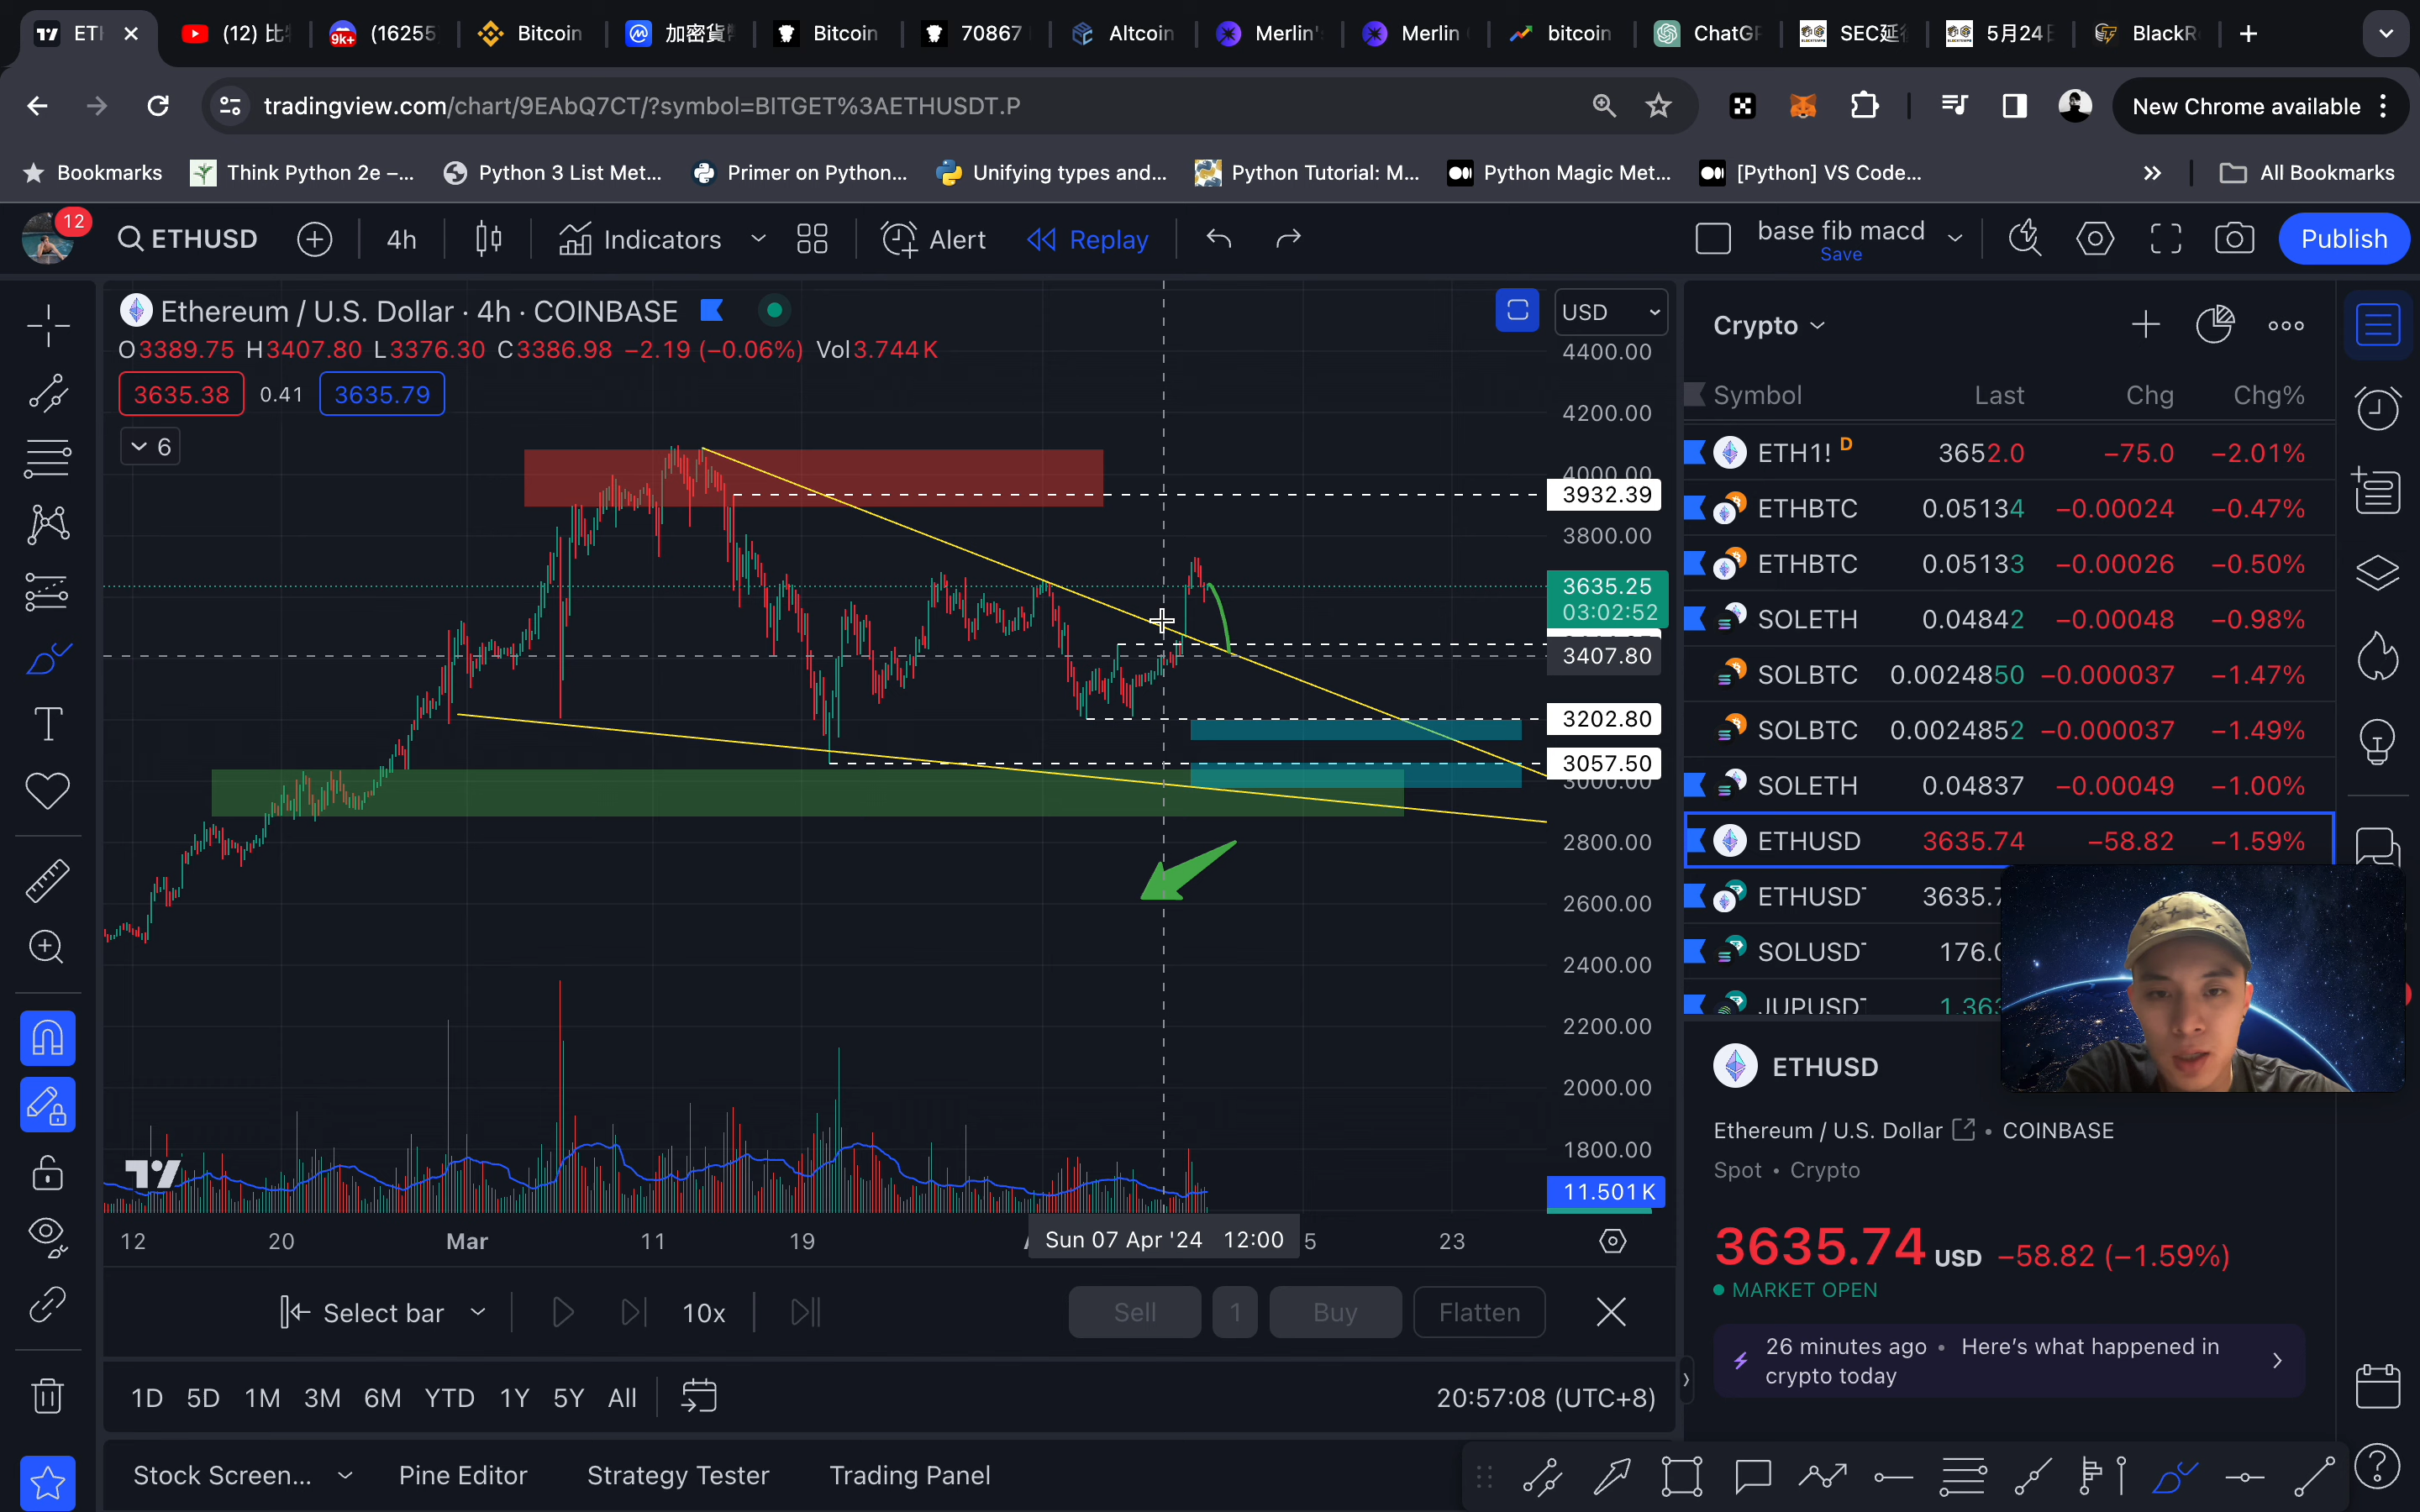 ETH
(12) 比
9k+
(16255
Bitcoin
加密貨
Bitcoin
70867
Altcoin
Merlin'
Merlin
bitcoin
ChatGP
SEC延
5月24
BlackR
tradingview.com/chart/9EAbQ7CT/?symbol=BITGET%3AETHUSDT.P
New Chrome available
Bookmarks
Think Python 2e –...
Python 3 List Met...
Primer on Python...
Unifying types and...
Python Tutorial: M...
Python Magic Met...
[Python] VS Code...
»
All Bookmarks
12
ETHUSD
4h
Indicators
Alert
Replay
base fib macd
Save
Publish
Ethereum / U.S. Dollar · 4h · COINBASE
O3389.75 H3407.80 L3376.30 C3386.98 −2.19 (−0.06%) Vol3.744K
3635.38 0.41 3635.79
6
USD
4400.00
4200.00
4000.00
3932.39
3800.00
3635.25
03:02:52
3407.80
3202.80
3057.50
3000.00
2800.00
2600.00
2400.00
2200.00
2000.00
1800.00
11.501K
12 20 Mar 11 19 Sun 07 Apr '24 12:00 5 23
Select bar 10x Sell 1 Buy Flatten
1D 5D 1M 3M 6M YTD 1Y 5Y All
20:57:08 (UTC+8)
Stock Screen... Pine Editor Strategy Tester Trading Panel
Crypto
Symbol Last Chg Chg%
ETH1! D 3652.0 −75.0 −2.01%
ETHBTC 0.05134 −0.00024 −0.47%
ETHBTC 0.05133 −0.00026 −0.50%
SOLETH 0.04842 −0.00048 −0.98%
SOLBTC 0.0024850 −0.000037 −1.47%
SOLBTC 0.0024852 −0.000037 −1.49%
SOLETH 0.04837 −0.00049 −1.00%
ETHUSD 3635.74 −58.82 −1.59%
ETHUSDT 3635.7
SOLUSDT 176.0
JUPUSDT 1.363
ETHUSD
Ethereum / U.S. Dollar • COINBASE
Spot • Crypto
3635.74 USD −58.82 (−1.59%)
MARKET OPEN
26 minutes ago • Here's what happened in
crypto today